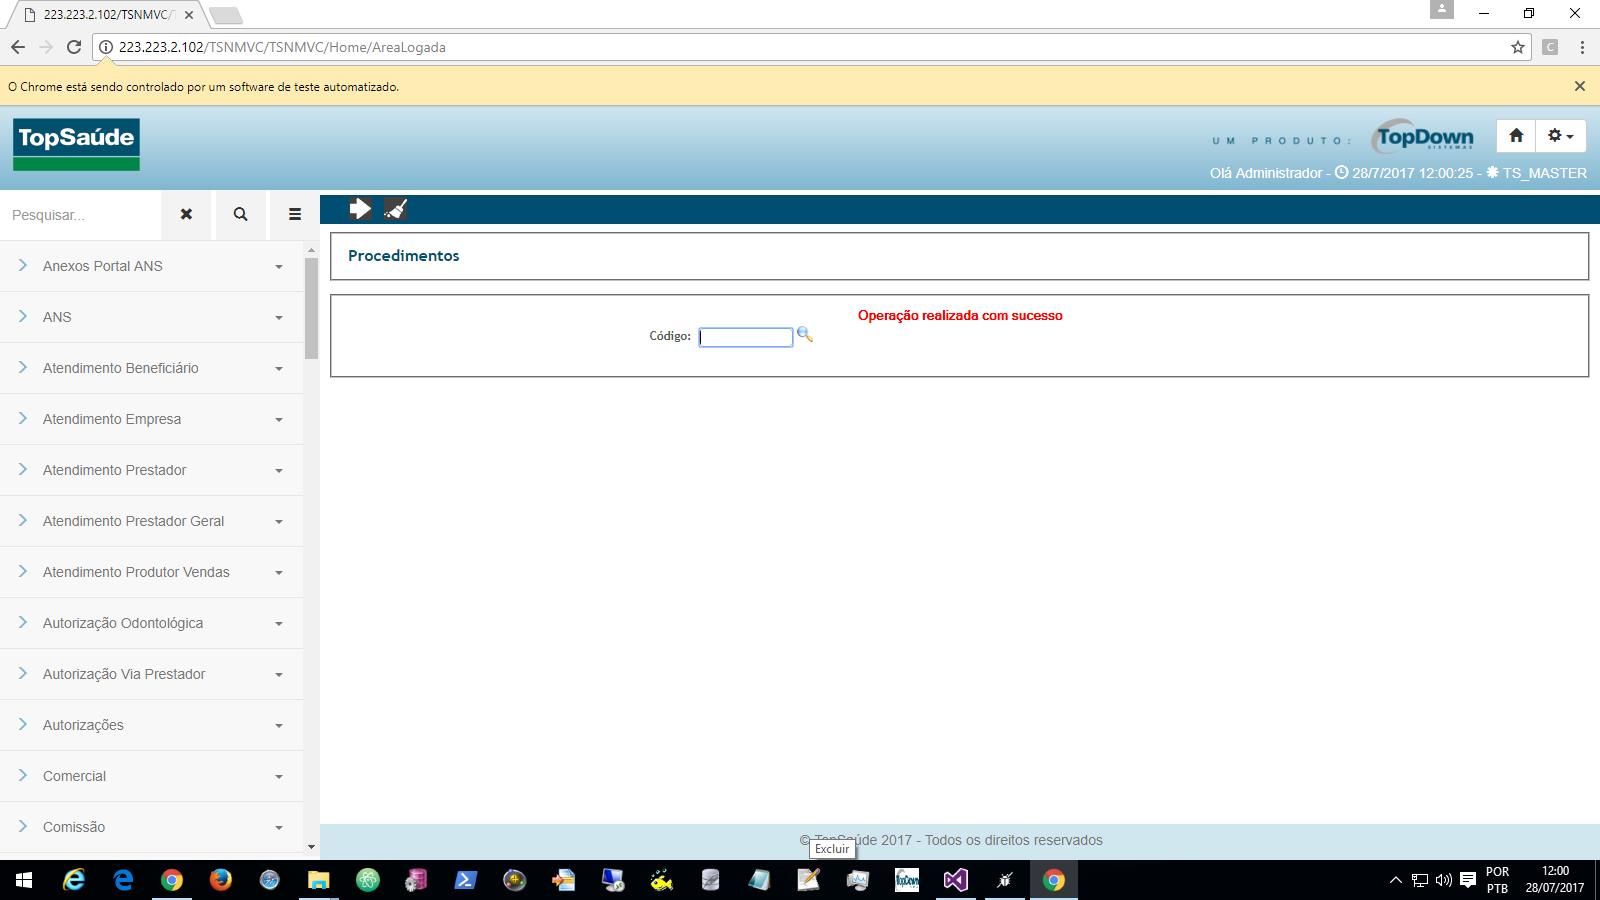 223.223.2.102/TSNMVC/
223.223.2.102/TSNMVC/TSNMVC/Home/AreaLogada
C
O Chrome está sendo controlado por um software de teste automatizado.
TopSaúde
UM PRODUTO:
TopDown
SISTEMAS
Olá Administrador - 28/7/2017 12:00:25 - TS_MASTER
Pesquisar...
Procedimentos
Operação realizada com sucesso
Código:
Anexos Portal ANS
ANS
Atendimento Beneficiário
Atendimento Empresa
Atendimento Prestador
Atendimento Prestador Geral
Atendimento Produtor Vendas
Autorização Odontológica
Autorização Via Prestador
Autorizações
Comercial
Comissão
© TopSaúde 2017 - Todos os direitos reservados
Excluir
TopDown
POR
PTB
12:00
28/07/2017